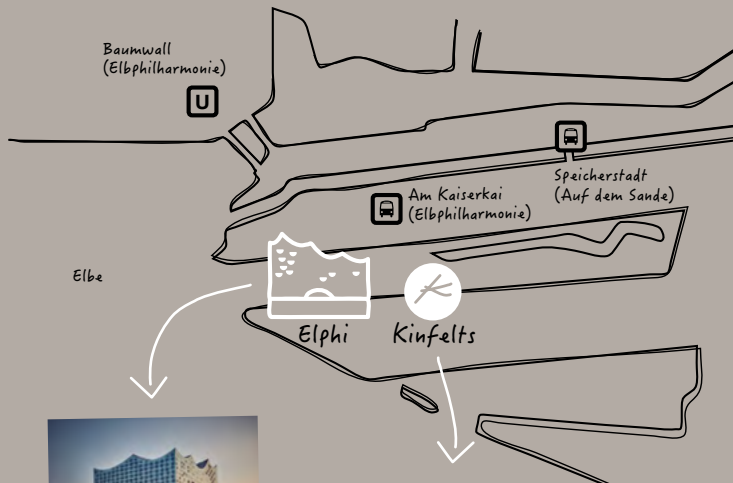 Baumwall
(Elbphilharmonie)
U
Speicherstadt
(Auf dem Sande)
Am Kaiserkai
(Elbphilharmonie)
Elbe
Elphi
Kinfelts